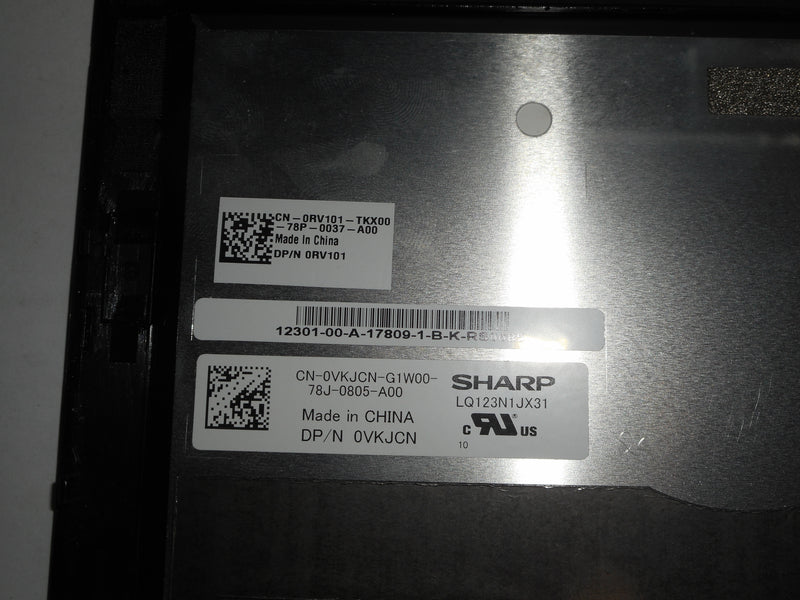 CN-0RV101-TKX00
-78P-0037-A00
Made in China
DP/N 0RV101
12301-00-A-17809-1-B-K-
CN-0VKJCN-G1W00-
78J-0805-A00
Made in CHINA
DP/N 0VKJCN
SHARP
LQ123N1JX31
c RU US
10